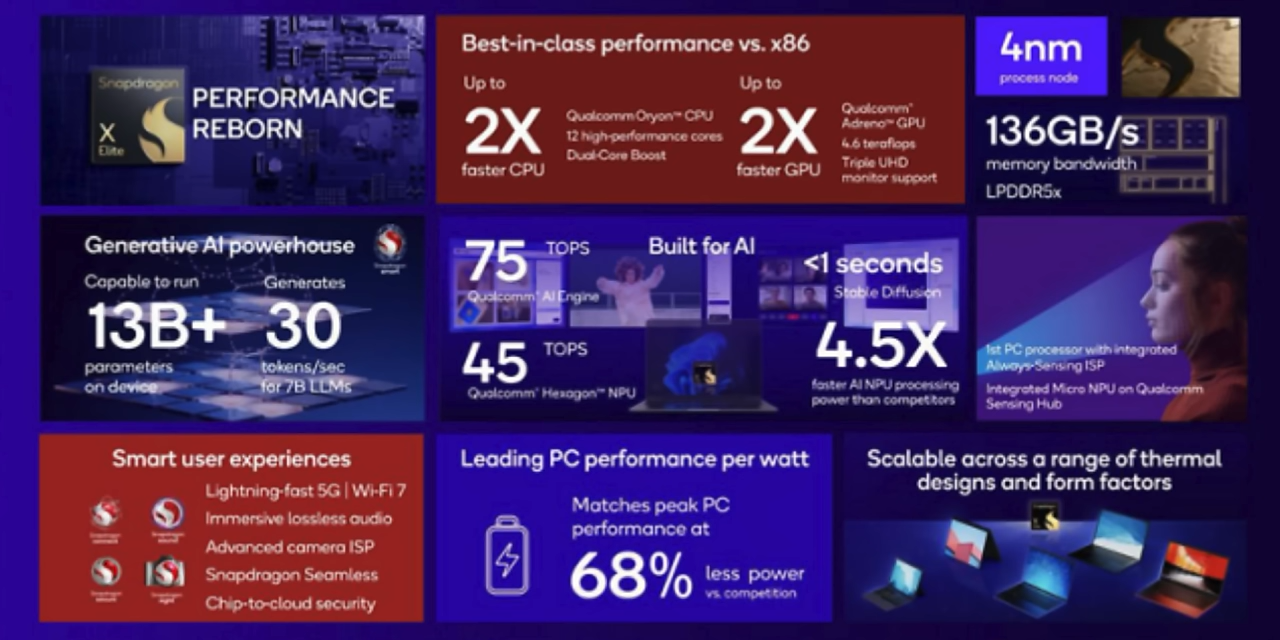 Snapdragon
X
Elite
PERFORMANCE
REBORN
Best-in-class performance vs. x86
Up to
2X
faster CPU
Qualcomm Oryon™ CPU
12 high-performance cores
Dual-Core Boost
Up to
2X
faster GPU
Qualcomm®
Adreno™ GPU
4.6 teraflops
Triple UHD
monitor support
4nm
process node
136GB/s
memory bandwidth
LPDDR5x
Generative AI powerhouse
Capable to run
13B+
parameters
on device
Generates
30
tokens/sec
for 7B LLMs
75 TOPS
Qualcomm® AI Engine
45 TOPS
Qualcomm® Hexagon™ NPU
Built for AI
<1 seconds
Stable Diffusion
4.5X
faster AI NPU processing
power than competitors
1st PC processor with integrated
Always-Sensing ISP
Integrated Micro NPU on Qualcomm
Sensing Hub
Smart user experiences
Lightning-fast 5G | Wi-Fi 7
Immersive lossless audio
Advanced camera ISP
Snapdragon Seamless
Chip-to-cloud security
Leading PC performance per watt
Matches peak PC
performance at
68% less power
vs. competition
Scalable across a range of thermal
designs and form factors